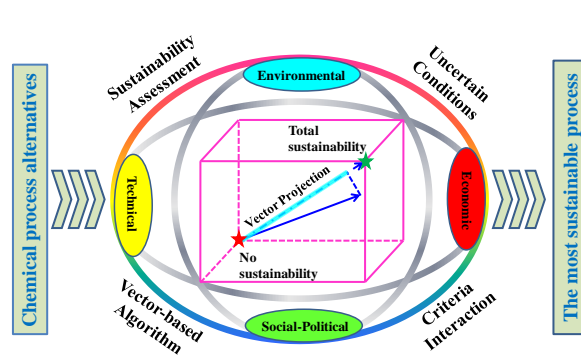 Chemical process alternatives
Sustainability
Assessment
Environmental
Uncertain
Conditions
Total
sustainability
Technical
Vector Projection
Economic
No
sustainability
Vector-based
Algorithm
Social-Political
Criteria
Interaction
The most sustainable process